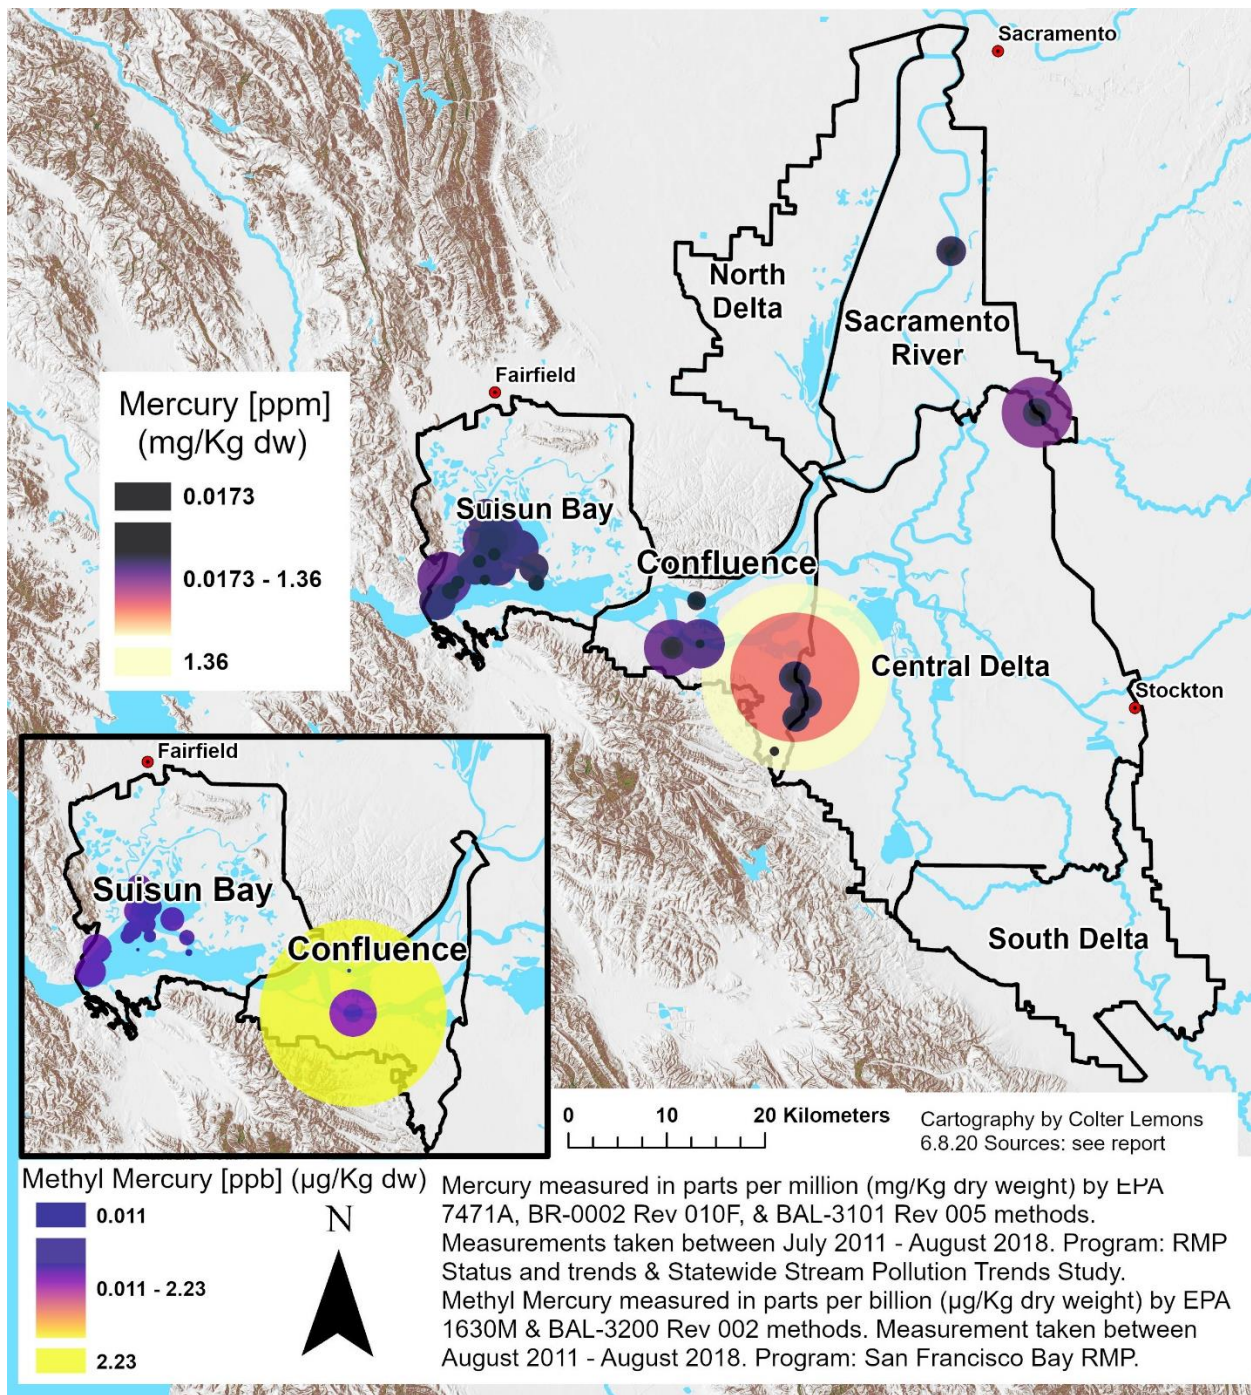 Sacramento
North
Delta
Sacramento
River
Fairfield
Mercury [ppm]
(mg/Kg dw)
0.0173
0.0173 - 1.36
1.36
Suisun Bay
Confluence
Central Delta
Stockton
South Delta
Fairfield
Suisun Bay
Confluence
0 10 20 Kilometers
Cartography by Colter Lemons
6.8.20 Sources: see report
Methyl Mercury [ppb] (µg/Kg dw)
0.011
0.011 - 2.23
2.23
N
Mercury measured in parts per million (mg/Kg dry weight) by EPA
7471A, BR-0002 Rev 010F, & BAL-3101 Rev 005 methods.
Measurements taken between July 2011 - August 2018. Program: RMP
Status and trends & Statewide Stream Pollution Trends Study.
Methyl Mercury measured in parts per billion (µg/Kg dry weight) by EPA
1630M & BAL-3200 Rev 002 methods. Measurement taken between
August 2011 - August 2018. Program: San Francisco Bay RMP.